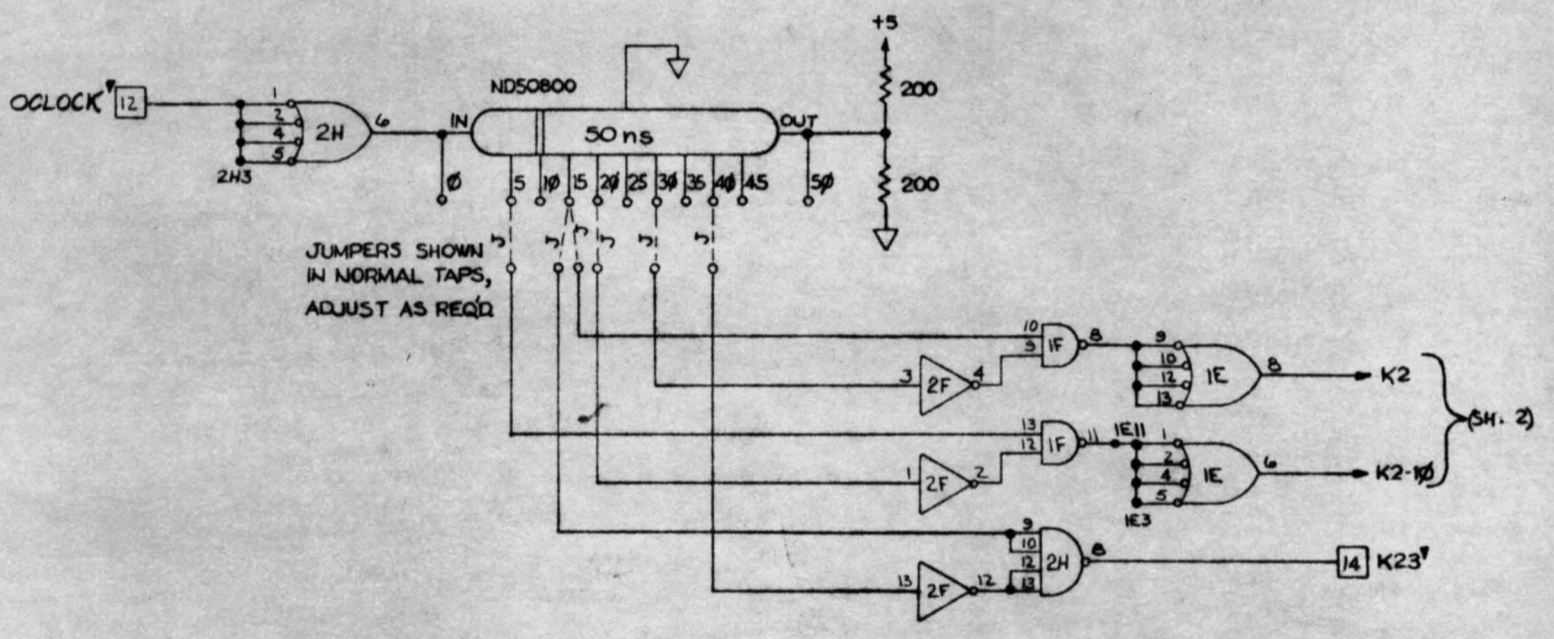 +5
ND50800
200
OCLOCK▼ 12
1
2
4
5
2H
6
2H3
IN
50 ns
OUT
Ø
5
1Ø
15
2Ø
25
3Ø
35
4Ø
45
5Ø
200
J
J
J
J
J
J
JUMPERS SHOWN
IN NORMAL TAPS,
ADJUST AS REQ'D
10
9
1F
8
9
10
12
13
1E
8
K2
3
2F
4
(SH. 2)
13
12
1F
11
1E11
1
2
4
5
1E
6
K2-1Ø
1
2F
2
1E3
9
10
12
13
2H
8
14 K23▼
13
2F
12